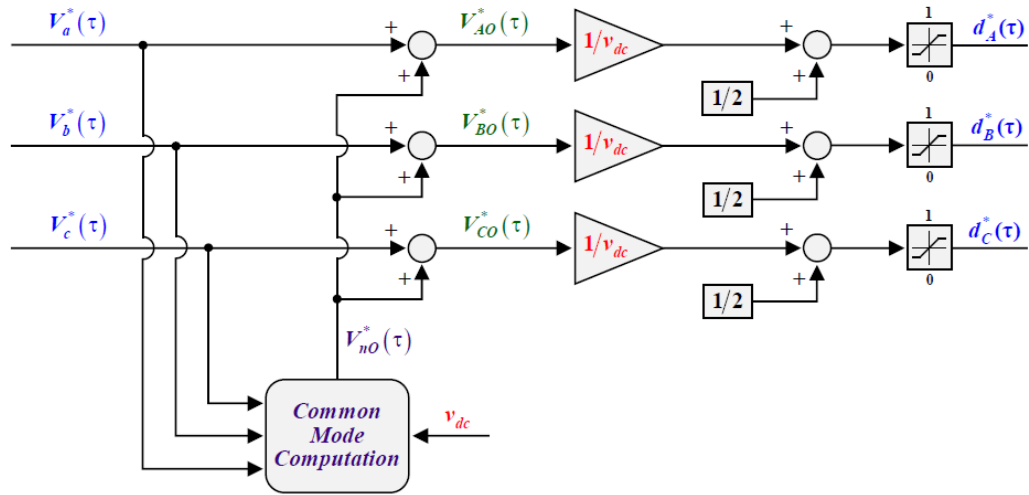 V*a(τ) V*AO(τ) 1/vdc 1 d*A(τ)
+ + + + 1/2 0
V*b(τ) V*BO(τ) 1/vdc 1 d*B(τ)
+ + + + 1/2 0
V*c(τ) V*CO(τ) 1/vdc 1 d*C(τ)
+ + + + 1/2 0
V*nO(τ)
Common
Mode
Computation
vdc